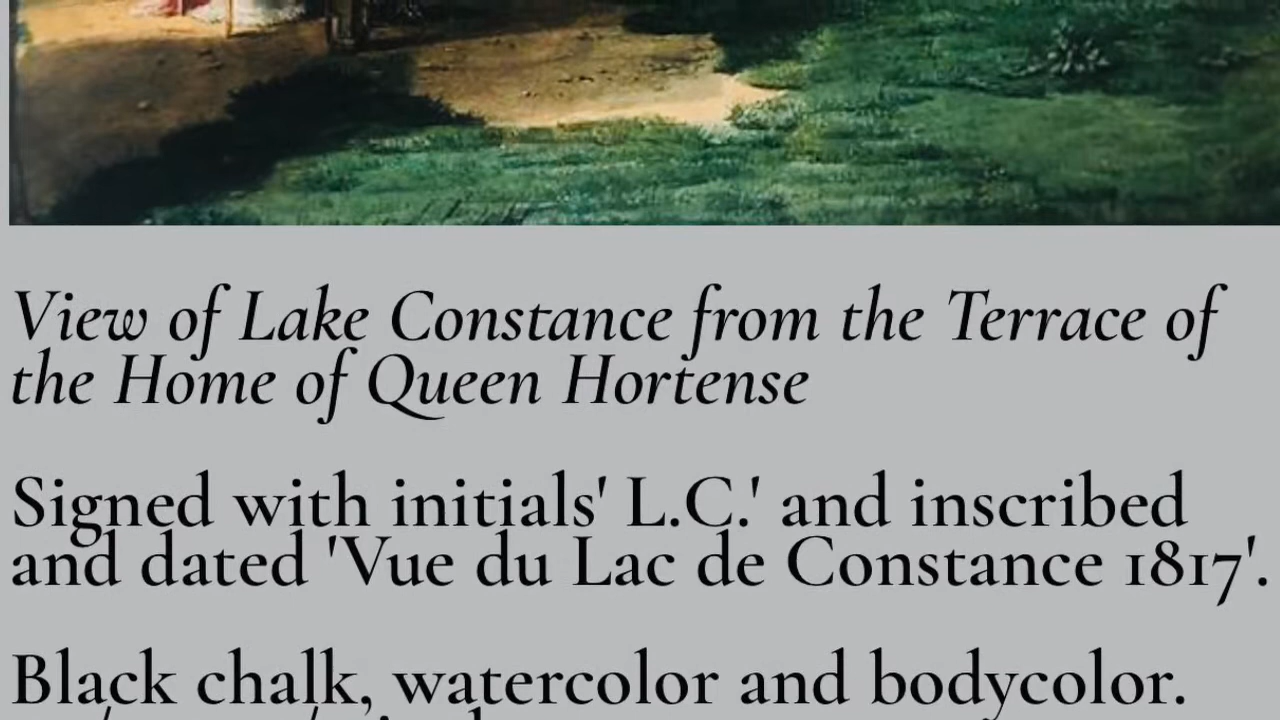 View of Lake Constance from the Terrace of
the Home of Queen Hortense
Signed with initials' L.C.' and inscribed
and dated 'Vue du Lac de Constance 1817'.
Black chalk, watercolor and bodycolor.